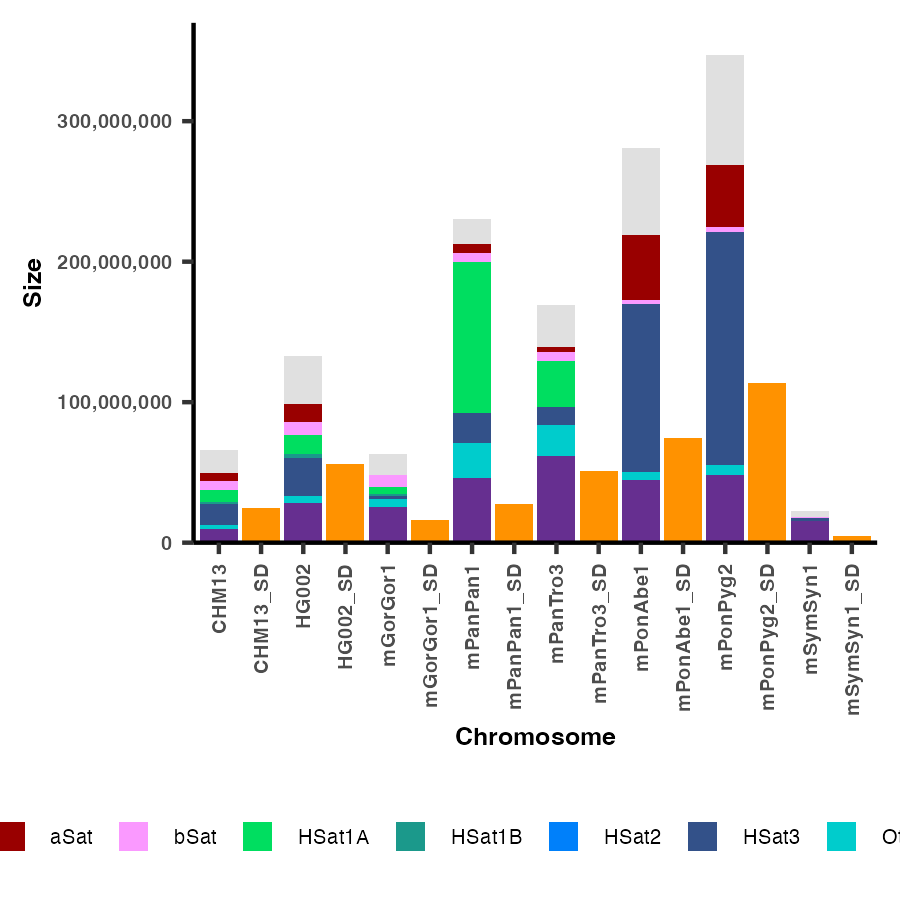 Size
300,000,000
200,000,000
100,000,000
0
CHM13
CHM13_SD
HG002
HG002_SD
mGorGor1
mGorGor1_SD
mPanPan1
mPanPan1_SD
mPanTro3
mPanTro3_SD
mPonAbe1
mPonAbe1_SD
mPonPyg2
mPonPyg2_SD
mSymSyn1
mSymSyn1_SD
Chromosome
aSat bSat HSat1A HSat1B HSat2 HSat3